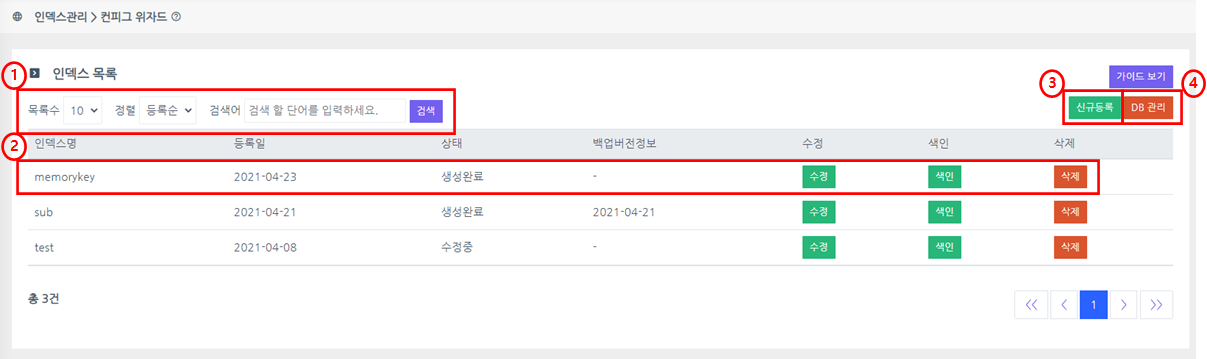 인덱스관리 > 컨피그 위자드 ?
1 인덱스 목록 가이드 보기
3 4
목록수 10 정렬 등록순 검색어 검색 할 단어를 입력하세요. 검색 신규등록 DB 관리
2 인덱스명 등록일 상태 백업버전정보 수정 색인 삭제
memorykey 2021-04-23 생성완료 - 수정 색인 삭제
sub 2021-04-21 생성완료 2021-04-21 수정 색인 삭제
test 2021-04-08 수정중 - 수정 색인 삭제
총 3건
<< < 1 > >>